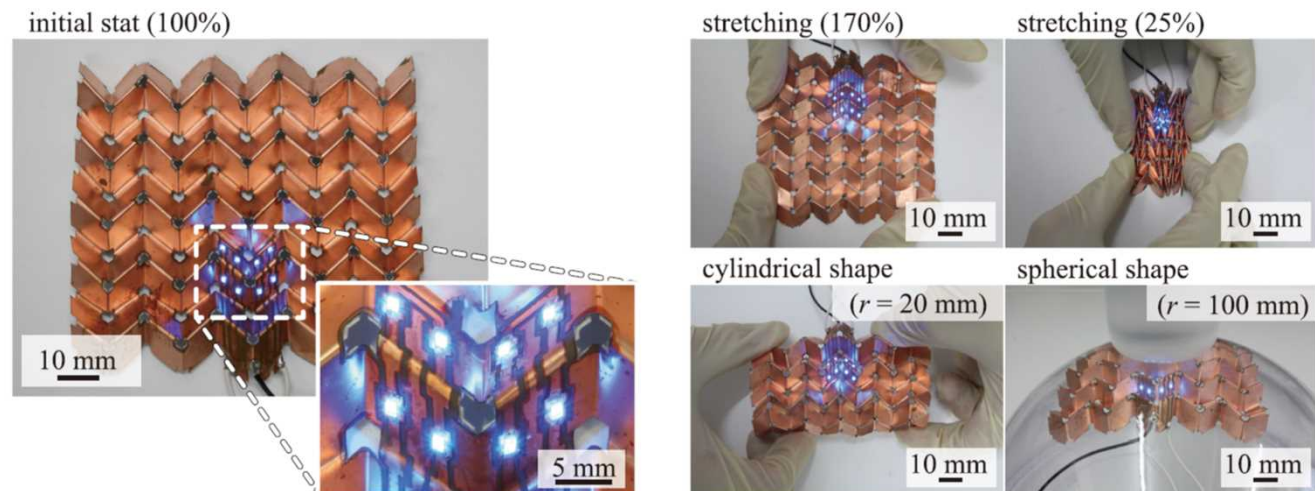 initial stat (100%)
10 mm
5 mm
stretching (170%)
10 mm
stretching (25%)
10 mm
cylindrical shape
(r = 20 mm)
10 mm
spherical shape
(r = 100 mm)
10 mm